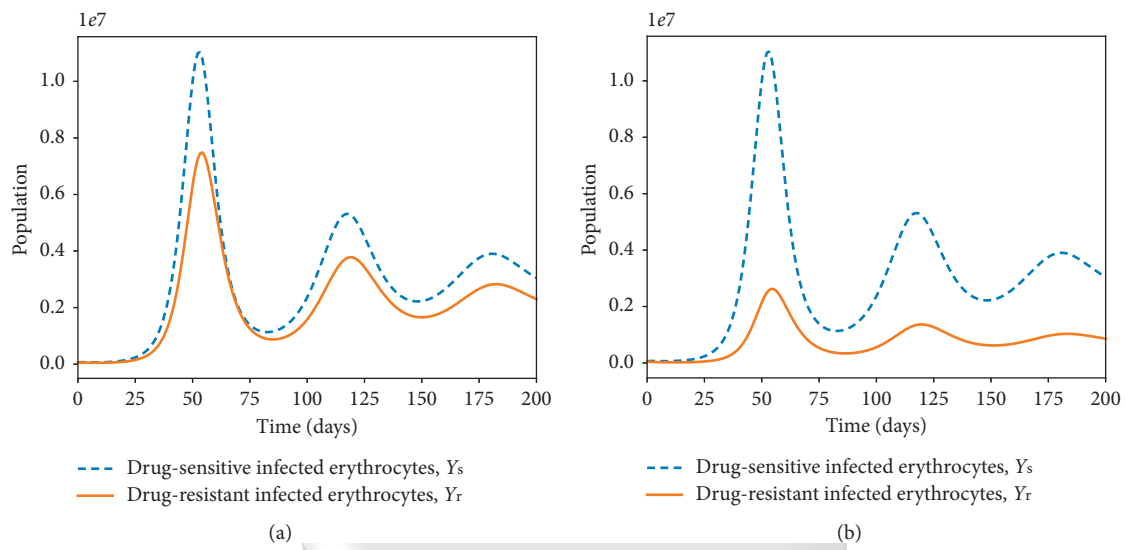 1e7
1.0
0.8
0.6
0.4
0.2
0.0
Population
0 25 50 75 100 125 150 175 200
Time (days)
Drug-sensitive infected erythrocytes, Ys
Drug-resistant infected erythrocytes, Yr
(a)
1e7
1.0
0.8
0.6
0.4
0.2
0.0
Population
0 25 50 75 100 125 150 175 200
Time (days)
Drug-sensitive infected erythrocytes, Ys
Drug-resistant infected erythrocytes, Yr
(b)